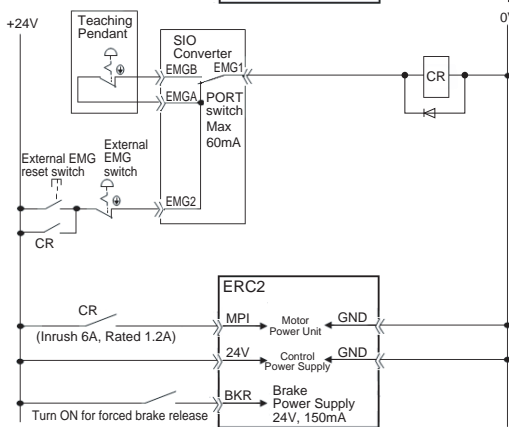 +24V
0V
Teaching
Pendant
SIO
Converter
EMGB
EMG1
CR
EMGA
PORT
switch
Max
60mA
External EMG
reset switch
External
EMG
switch
EMG2
CR
ERC2
CR
MPI
Motor
Power Unit
GND
(Inrush 6A, Rated 1.2A)
24V
Control
Power Supply
GND
BKR
Brake
Power Supply
24V, 150mA
Turn ON for forced brake release